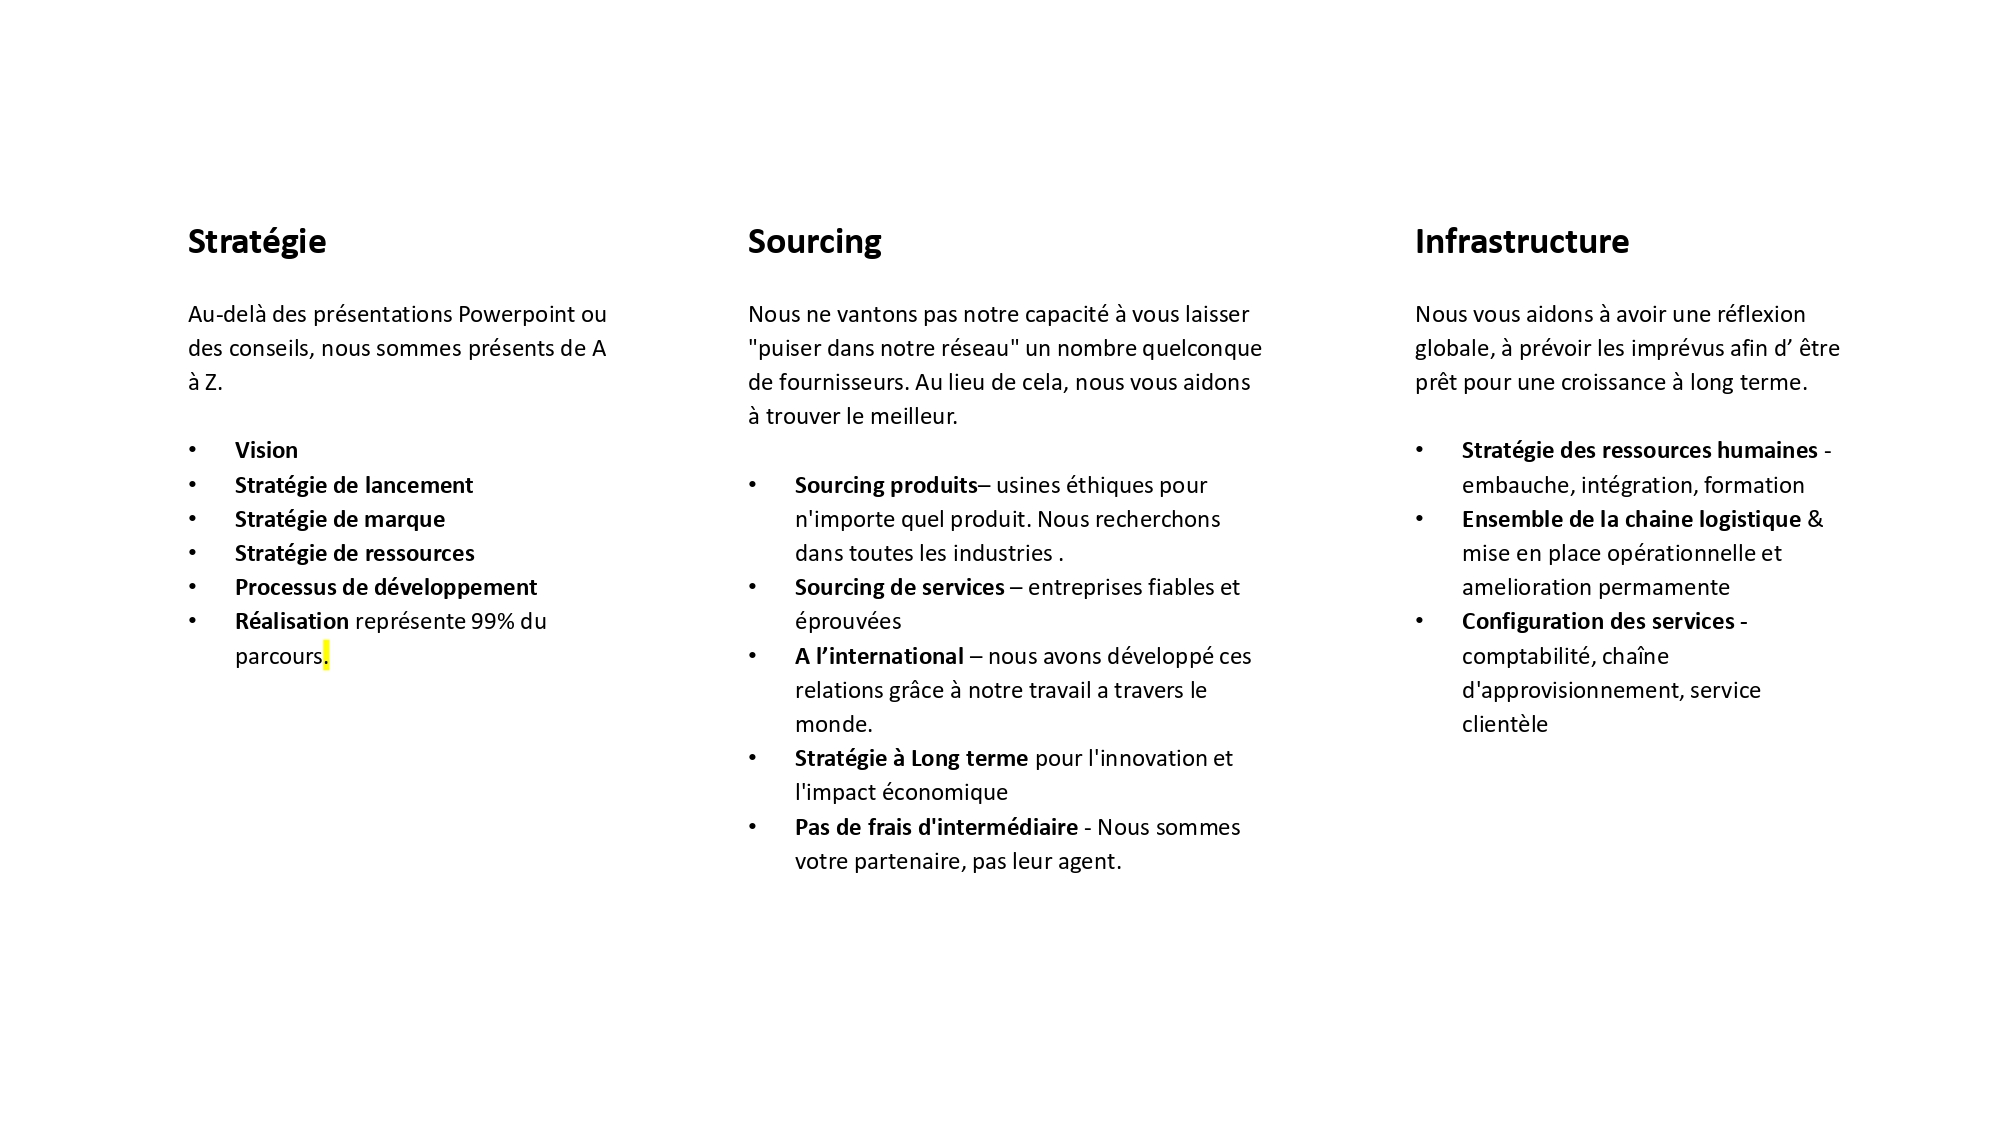 Stratégie
Au-delà des présentations Powerpoint ou
des conseils, nous sommes présents de A
à Z.
• Vision
• Stratégie de lancement
• Stratégie de marque
• Stratégie de ressources
• Processus de développement
• Réalisation représente 99% du
parcours.
Sourcing
Nous ne vantons pas notre capacité à vous laisser
"puiser dans notre réseau" un nombre quelconque
de fournisseurs. Au lieu de cela, nous vous aidons
à trouver le meilleur.
• Sourcing produits– usines éthiques pour
n'importe quel produit. Nous recherchons
dans toutes les industries .
• Sourcing de services – entreprises fiables et
éprouvées
• A l’international – nous avons développé ces
relations grâce à notre travail a travers le
monde.
• Stratégie à Long terme pour l'innovation et
l'impact économique
• Pas de frais d'intermédiaire - Nous sommes
votre partenaire, pas leur agent.
Infrastructure
Nous vous aidons à avoir une réflexion
globale, à prévoir les imprévus afin d’ être
prêt pour une croissance à long terme.
• Stratégie des ressources humaines -
embauche, intégration, formation
• Ensemble de la chaine logistique &
mise en place opérationnelle et
amelioration permamente
• Configuration des services -
comptabilité, chaîne
d'approvisionnement, service
clientèle